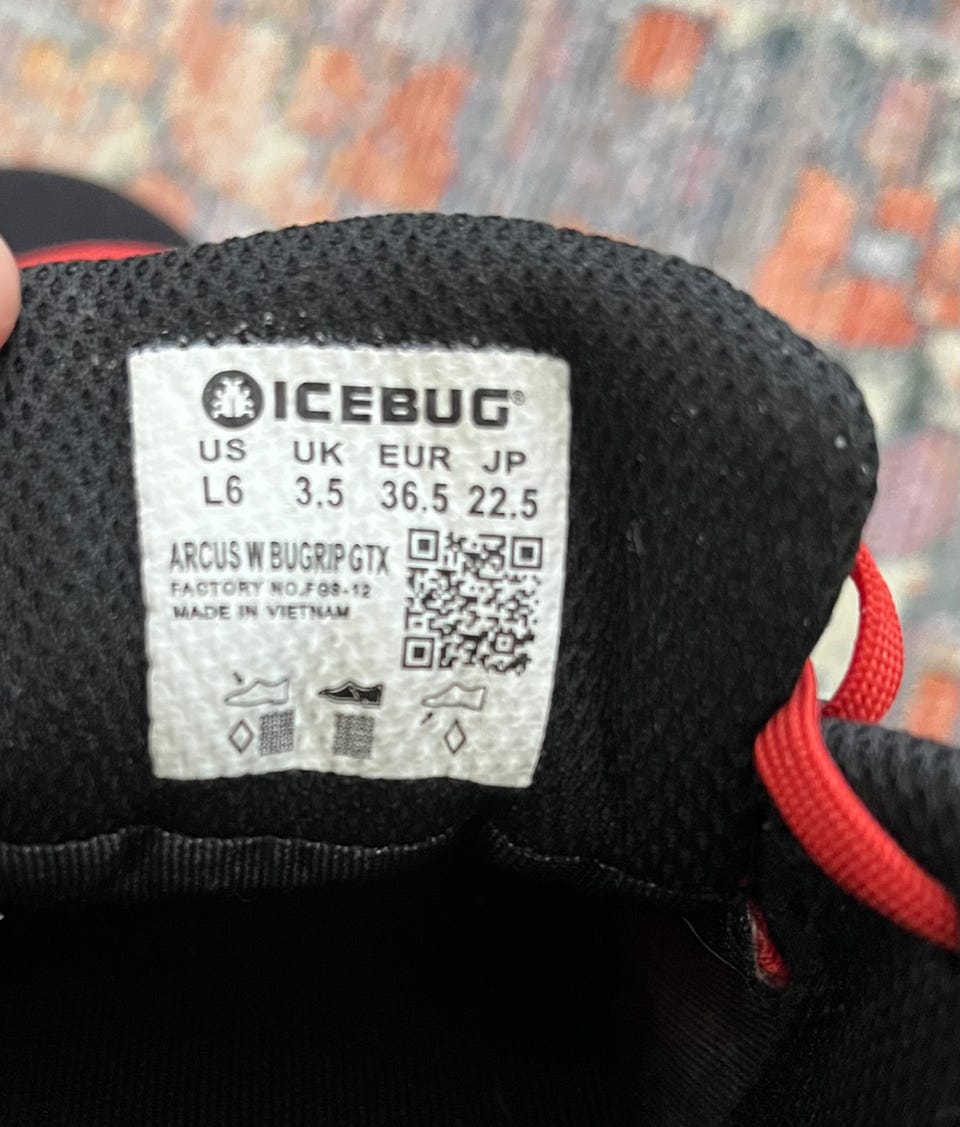 ICEBUG®
US UK EUR JP
L6 3.5 36.5 22.5
ARCUS W BUGRIP GTX
FACTORY NO.FGS-12
MADE IN VIETNAM